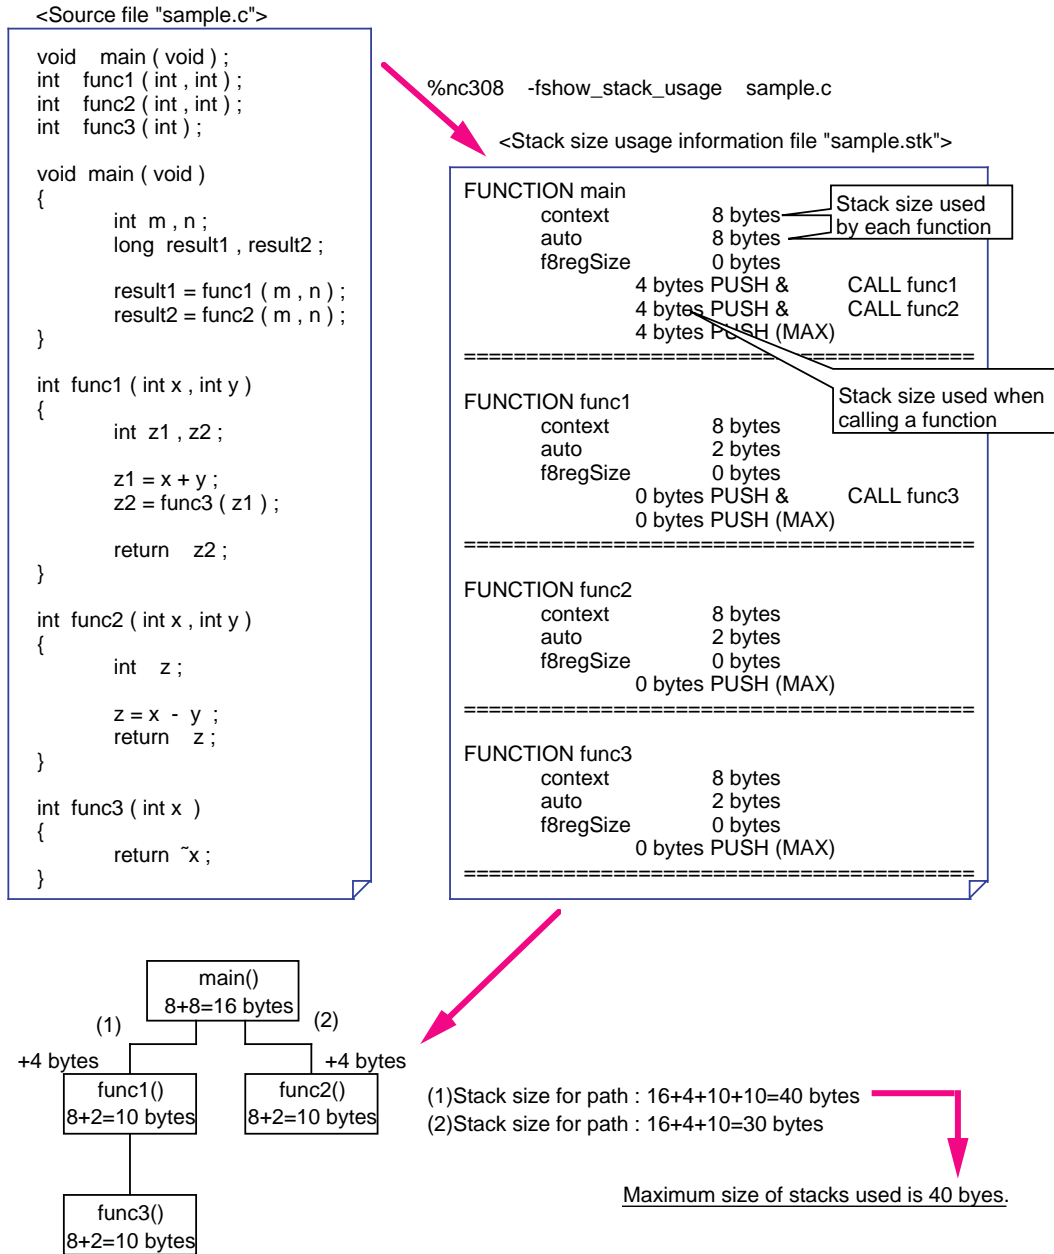 <Source file "sample.c">
void main ( void ) ;
int func1 ( int , int ) ;
int func2 ( int , int ) ;
int func3 ( int ) ;
void main ( void )
{
int m , n ;
long result1 , result2 ;
result1 = func1 ( m , n ) ;
result2 = func2 ( m , n ) ;
}
int func1 ( int x , int y )
{
int z1 , z2 ;
z1 = x + y ;
z2 = func3 ( z1 ) ;
return z2 ;
}
int func2 ( int x , int y )
{
int z ;
z = x - y ;
return z ;
}
int func3 ( int x )
{
return ~x ;
}
%nc308 -fshow_stack_usage sample.c
<Stack size usage information file "sample.stk">
FUNCTION main
context 8 bytes
auto 8 bytes
f8regSize 0 bytes
4 bytes PUSH & CALL func1
4 bytes PUSH & CALL func2
4 bytes PUSH (MAX)
=========================================
Stack size used
by each function
Stack size used when
calling a function
FUNCTION func1
context 8 bytes
auto 2 bytes
f8regSize 0 bytes
0 bytes PUSH & CALL func3
0 bytes PUSH (MAX)
=========================================
FUNCTION func2
context 8 bytes
auto 2 bytes
f8regSize 0 bytes
0 bytes PUSH (MAX)
=========================================
FUNCTION func3
context 8 bytes
auto 2 bytes
f8regSize 0 bytes
0 bytes PUSH (MAX)
=========================================
main()
8+8=16 bytes
(1)
(2)
+4 bytes
+4 bytes
func1()
8+2=10 bytes
func2()
8+2=10 bytes
func3()
8+2=10 bytes
(1)Stack size for path : 16+4+10+10=40 bytes
(2)Stack size for path : 16+4+10=30 bytes
Maximum size of stacks used is 40 byes.